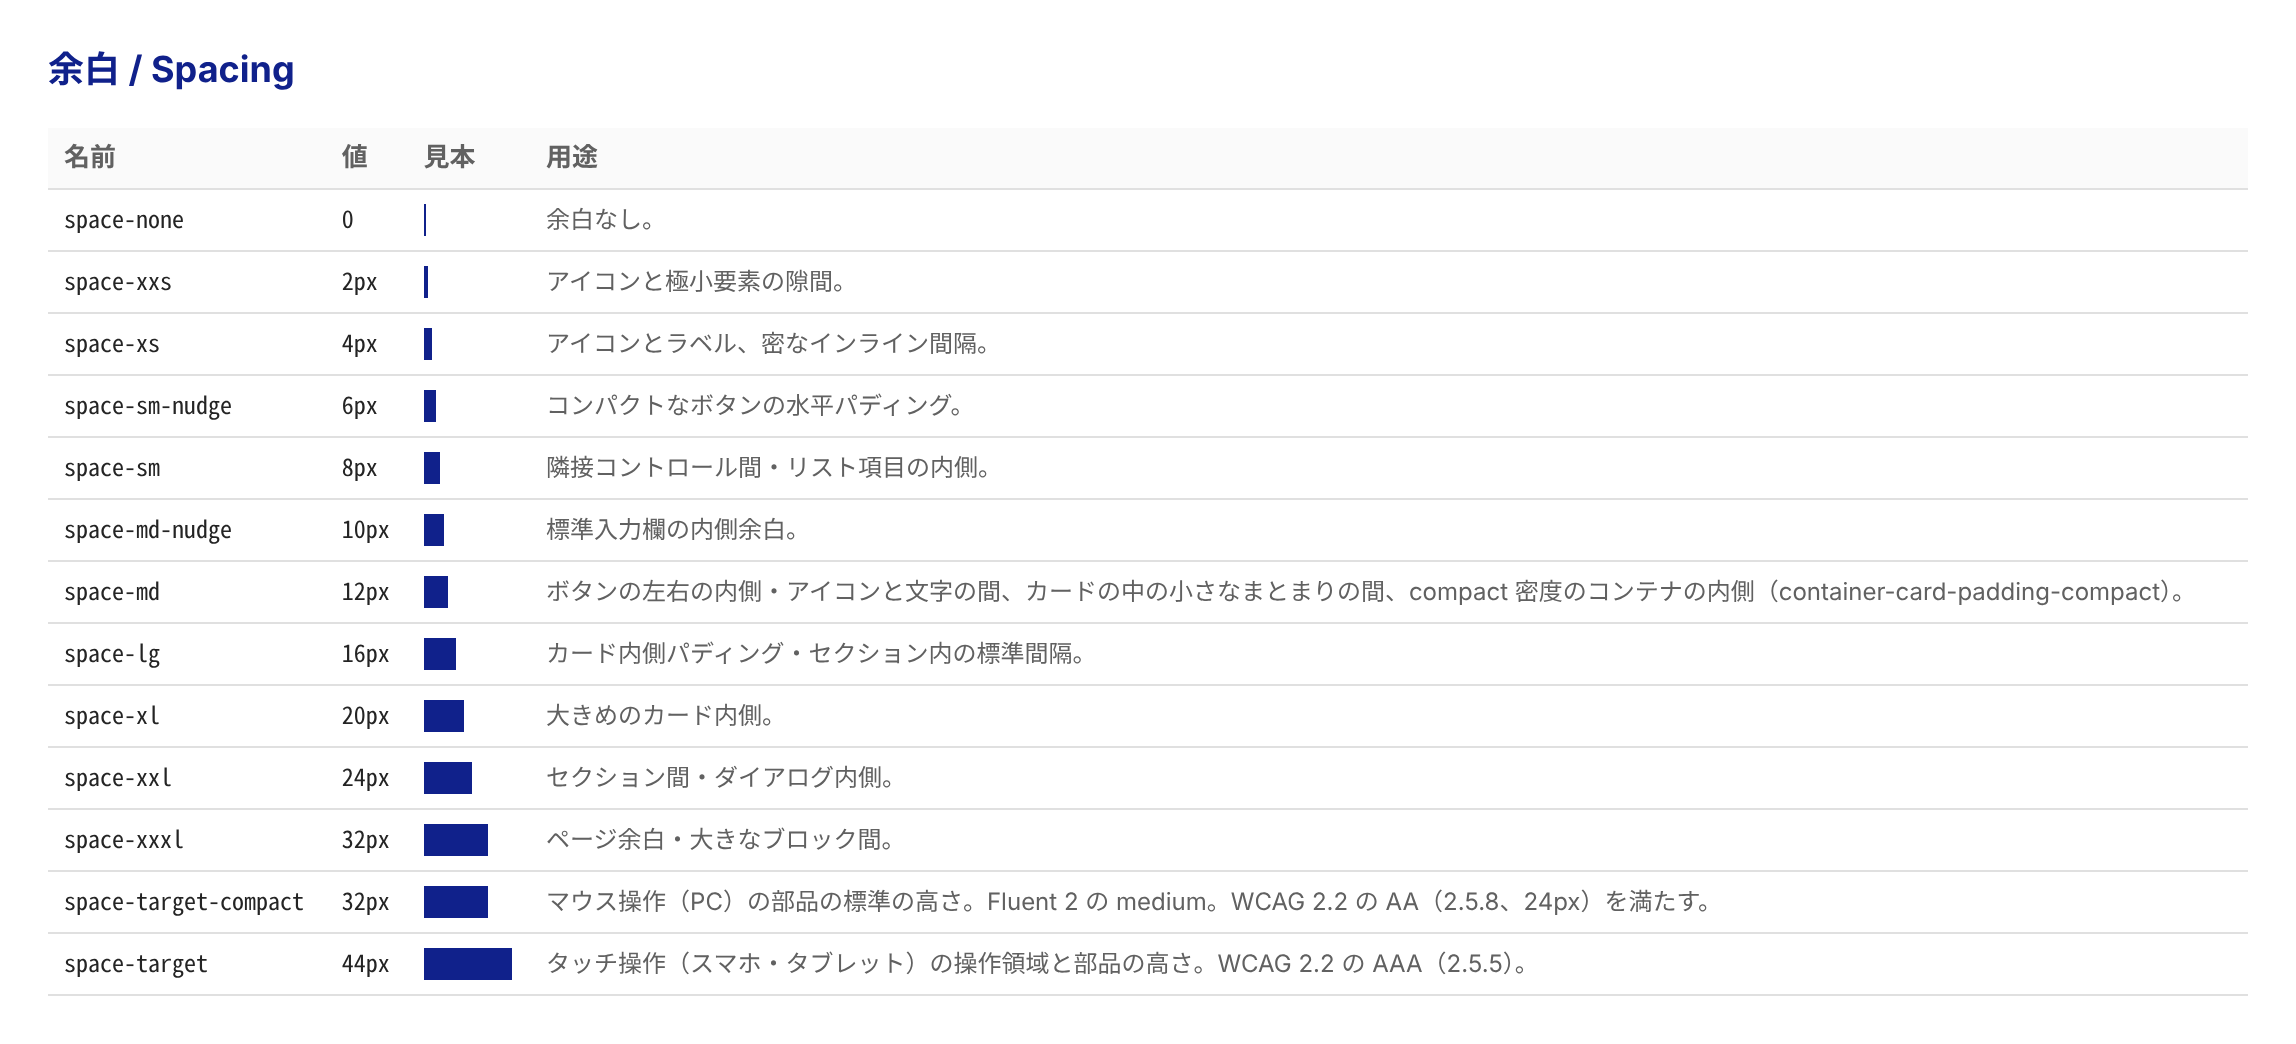 余白 / Spacing
名前 値 見本 用途
space-none 0 余白なし。
space-xxs 2px アイコンと極小要素の隙間。
space-xs 4px アイコンとラベル、密なインライン間隔。
space-sm-nudge 6px コンパクトなボタンの水平パディング。
space-sm 8px 隣接コントロール間・リスト項目の内側。
space-md-nudge 10px 標準入力欄の内側余白。
space-md 12px ボタンの左右の内側・アイコンと文字の間、カードの中の小さなまとまりの間、compact 密度のコンテナの内側（container-card-padding-compact）。
space-lg 16px カード内側パディング・セクション内の標準間隔。
space-xl 20px 大きめのカード内側。
space-xxl 24px セクション間・ダイアログ内側。
space-xxxl 32px ページ余白・大きなブロック間。
space-target-compact 32px マウス操作（PC）の部品の標準の高さ。Fluent 2 の medium。WCAG 2.2 の AA（2.5.8、24px）を満たす。
space-target 44px タッチ操作（スマホ・タブレット）の操作領域と部品の高さ。WCAG 2.2 の AAA（2.5.5）。